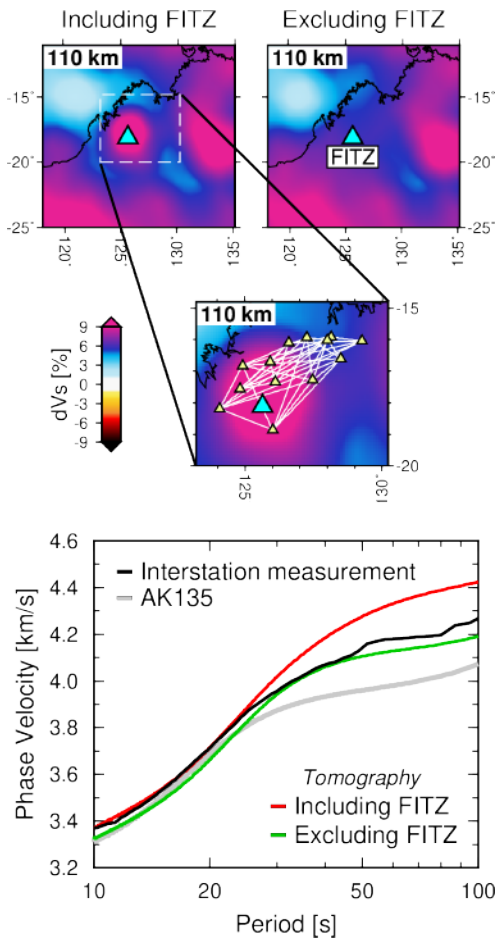 Including FITZ
Excluding FITZ
110 km
110 km
FITZ
-15°
-20°
-25°
120°
125°
130°
135°
-15°
-20°
-25°
120°
125°
130°
135°
110 km
-15
-20
125
130
dVs [%]
9
6
3
0
-3
-6
-9
Phase Velocity [km/s]
4.6
4.4
4.2
4.0
3.8
3.6
3.4
3.2
Interstation measurement
AK135
Tomography
Including FITZ
Excluding FITZ
10
20
50
100
Period [s]